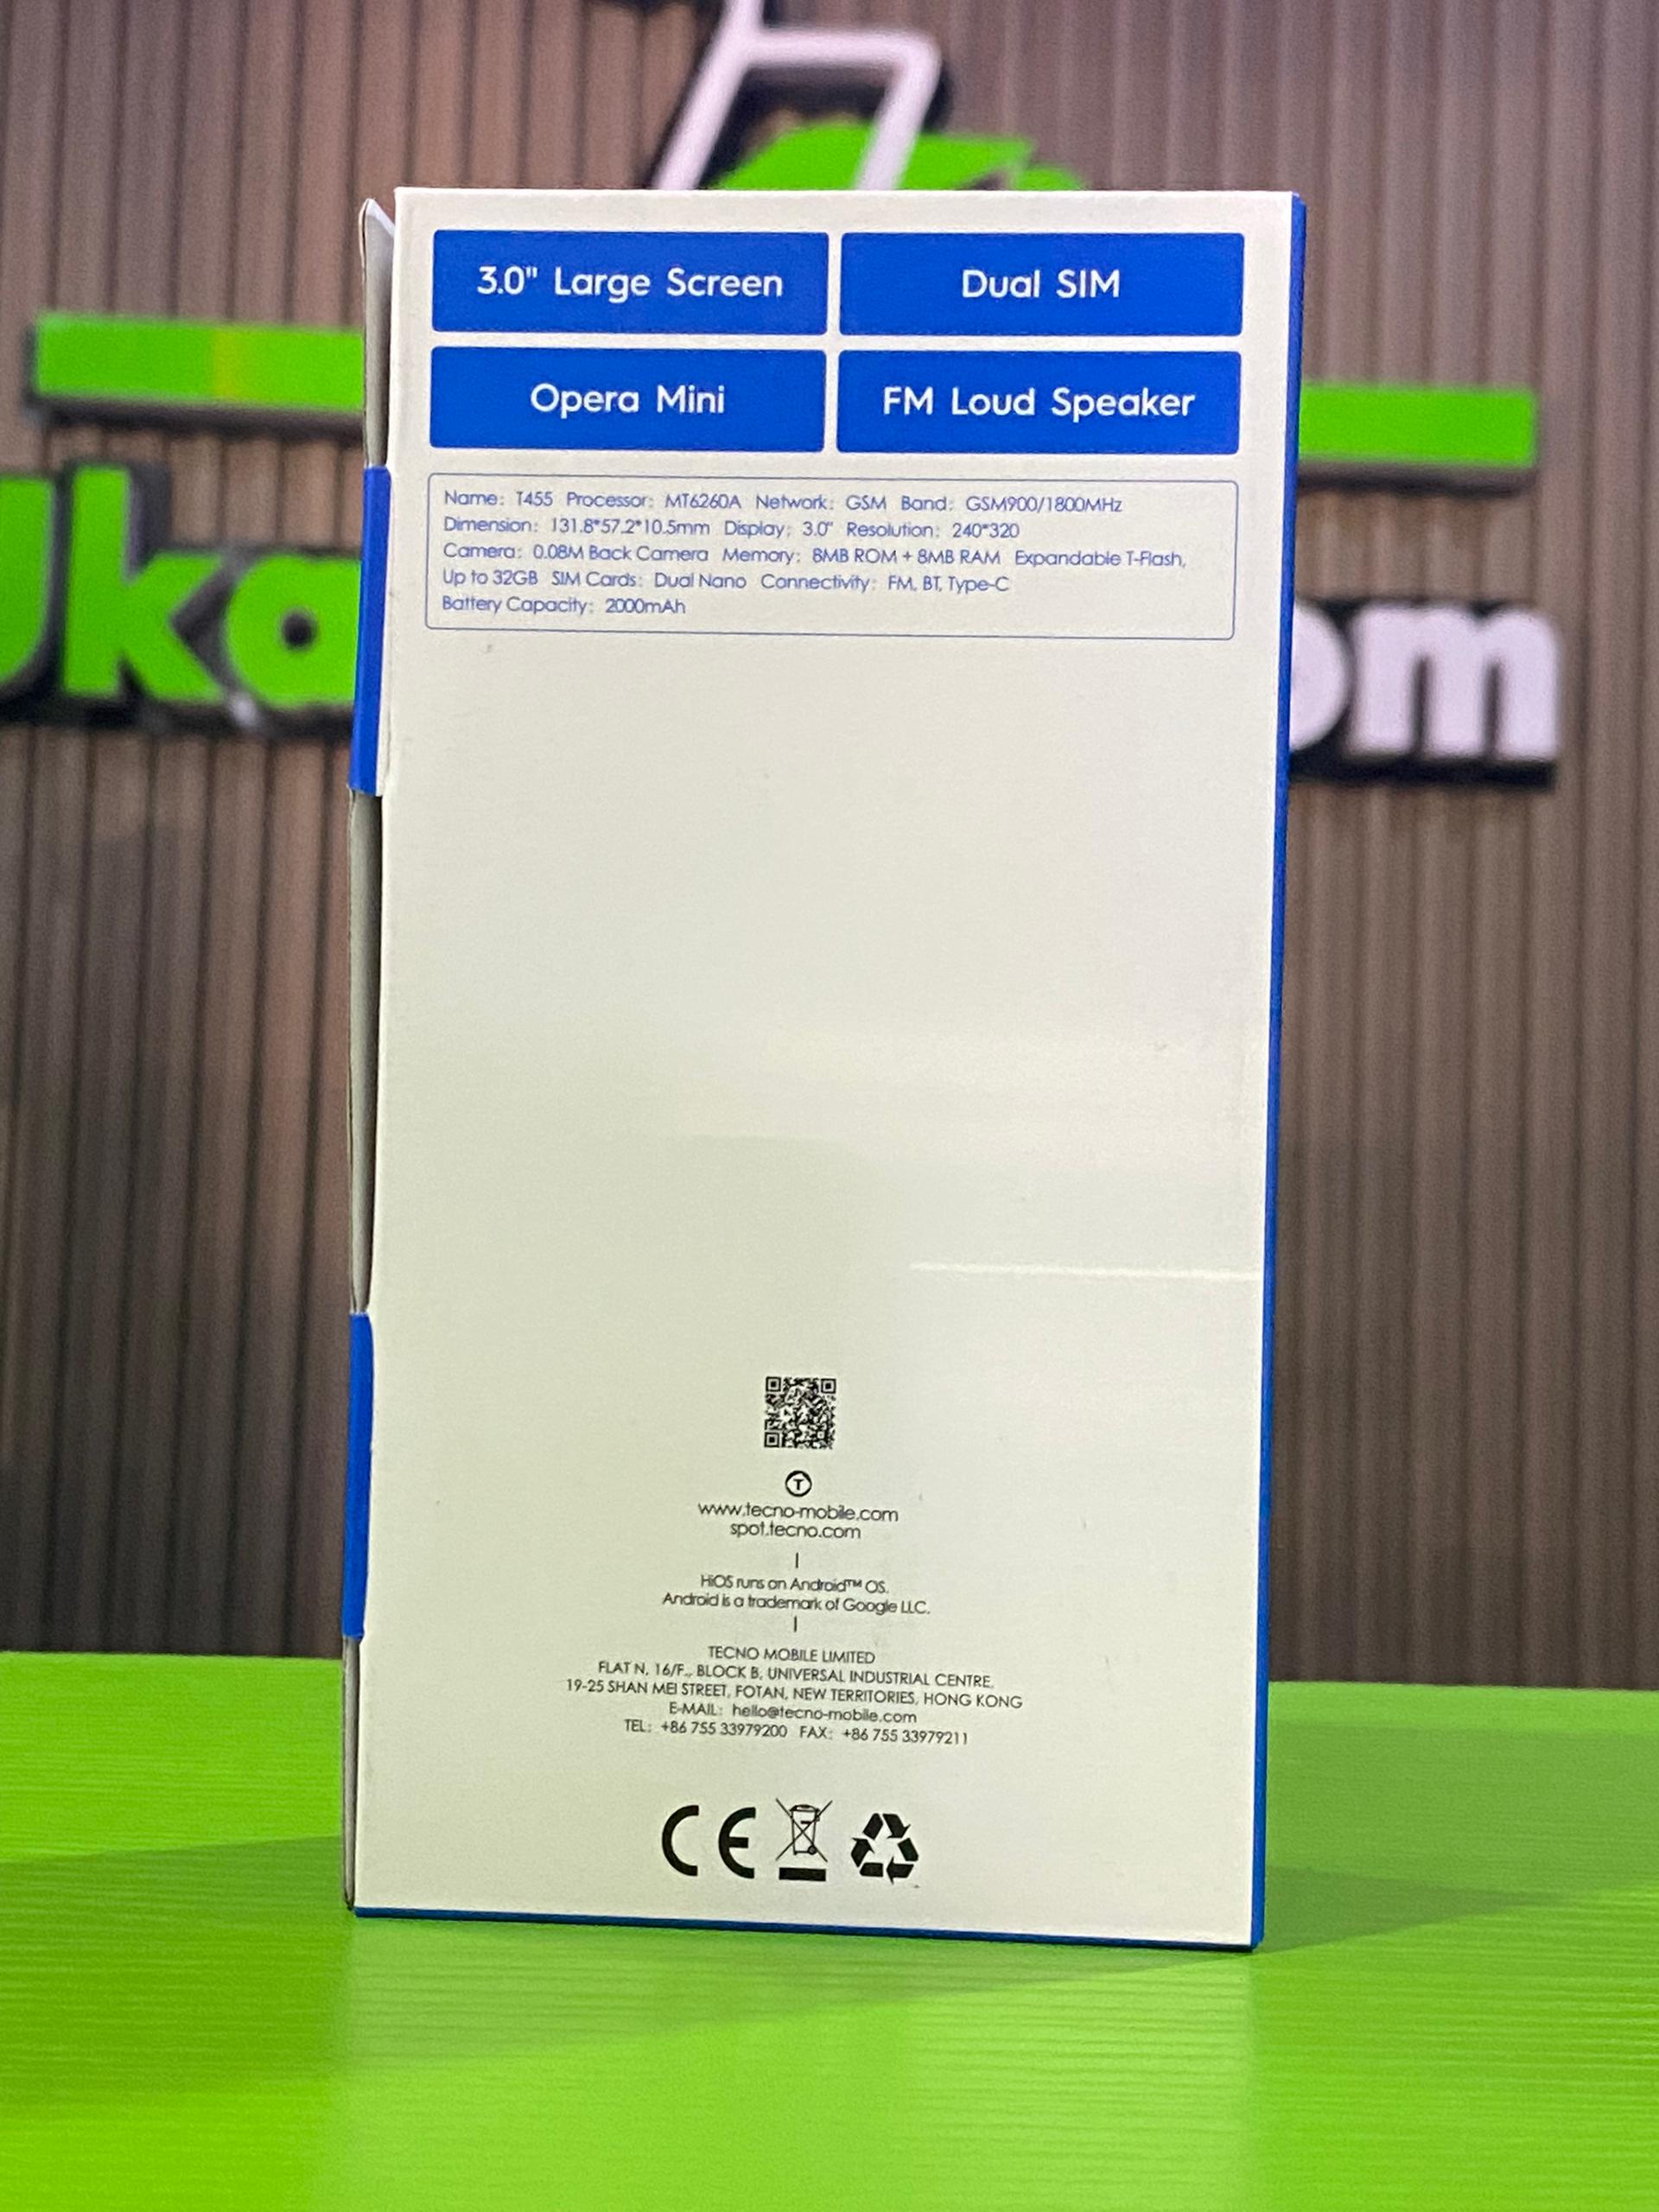 3.0" Large Screen
Dual SIM
Opera Mini
FM Loud Speaker
Name: T455 Processor: MT6260A Network: GSM Band: GSM900/1800MHz
Dimension: 131.8*57.2*10.5mm Display: 3.0" Resolution: 240*320
Camera: 0.08M Back Camera Memory: 8MB ROM + 8MB RAM Expandable T-Flash,
Up to 32GB SIM Cards: Dual Nano Connectivity: FM, BT, Type-C
Battery Capacity: 2000mAh
www.tecno-mobile.com
spot.tecno.com
HiOS runs on Android™ OS.
Android is a trademark of Google LLC.
TECNO MOBILE LIMITED
FLAT N, 16/F., BLOCK B, UNIVERSAL INDUSTRIAL CENTRE,
19-25 SHAN MEI STREET, FOTAN, NEW TERRITORIES, HONG KONG
E-MAIL: hello@tecno-mobile.com
TEL: +86 755 33979200 FAX: +86 755 33979211
CE